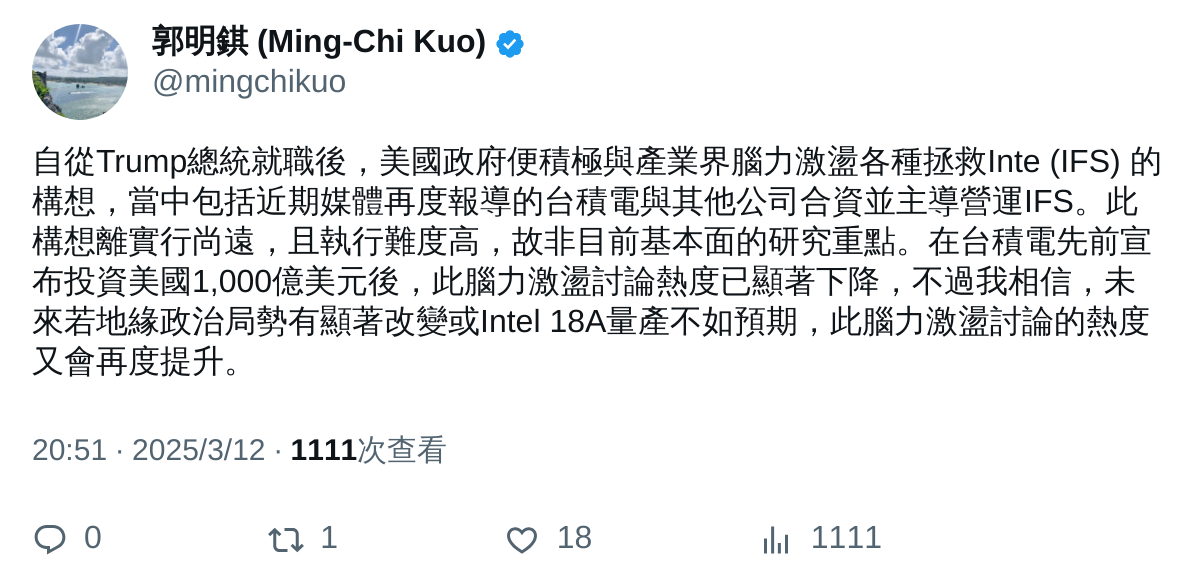 郭明錤 (Ming-Chi Kuo)
@mingchikuo
自從Trump總統就職後，美國政府便積極與產業界腦力激盪各種拯救Inte (IFS) 的
構想，當中包括近期媒體再度報導的台積電與其他公司合資並主導營運IFS。此
構想離實行尚遠，且執行難度高，故非目前基本面的研究重點。在台積電先前宣
布投資美國1,000億美元後，此腦力激盪討論熱度已顯著下降，不過我相信，未
來若地緣政治局勢有顯著改變或Intel 18A量產不如預期，此腦力激盪討論的熱度
又會再度提升。
20:51 · 2025/3/12 · 1111次查看
0 1 18 1111